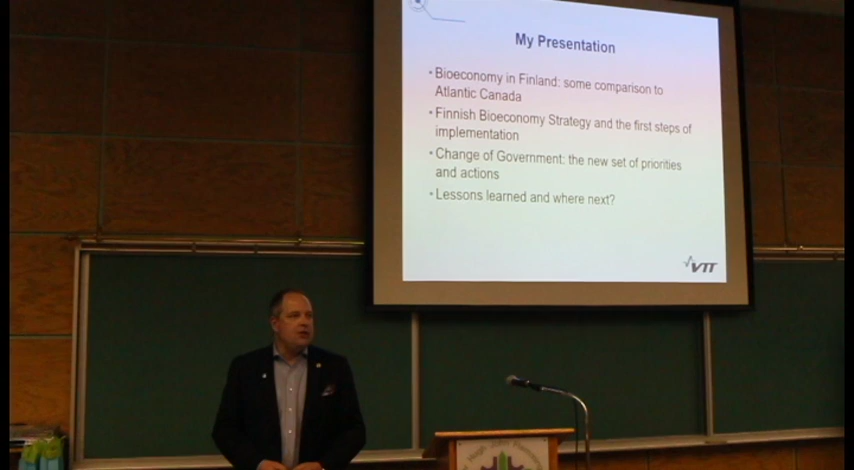 My Presentation
• Bioeconomy in Finland: some comparison to
Atlantic Canada
• Finnish Bioeconomy Strategy and the first steps of
implementation
• Change of Government: the new set of priorities
and actions
• Lessons learned and where next?
VTT